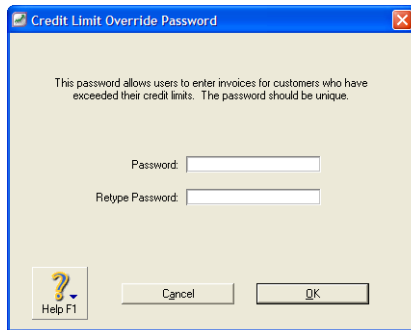 Credit Limit Override Password
This password allows users to enter invoices for customers who have
exceeded their credit limits. The password should be unique.
Password:
Retype Password:
Help F1
Cancel
OK